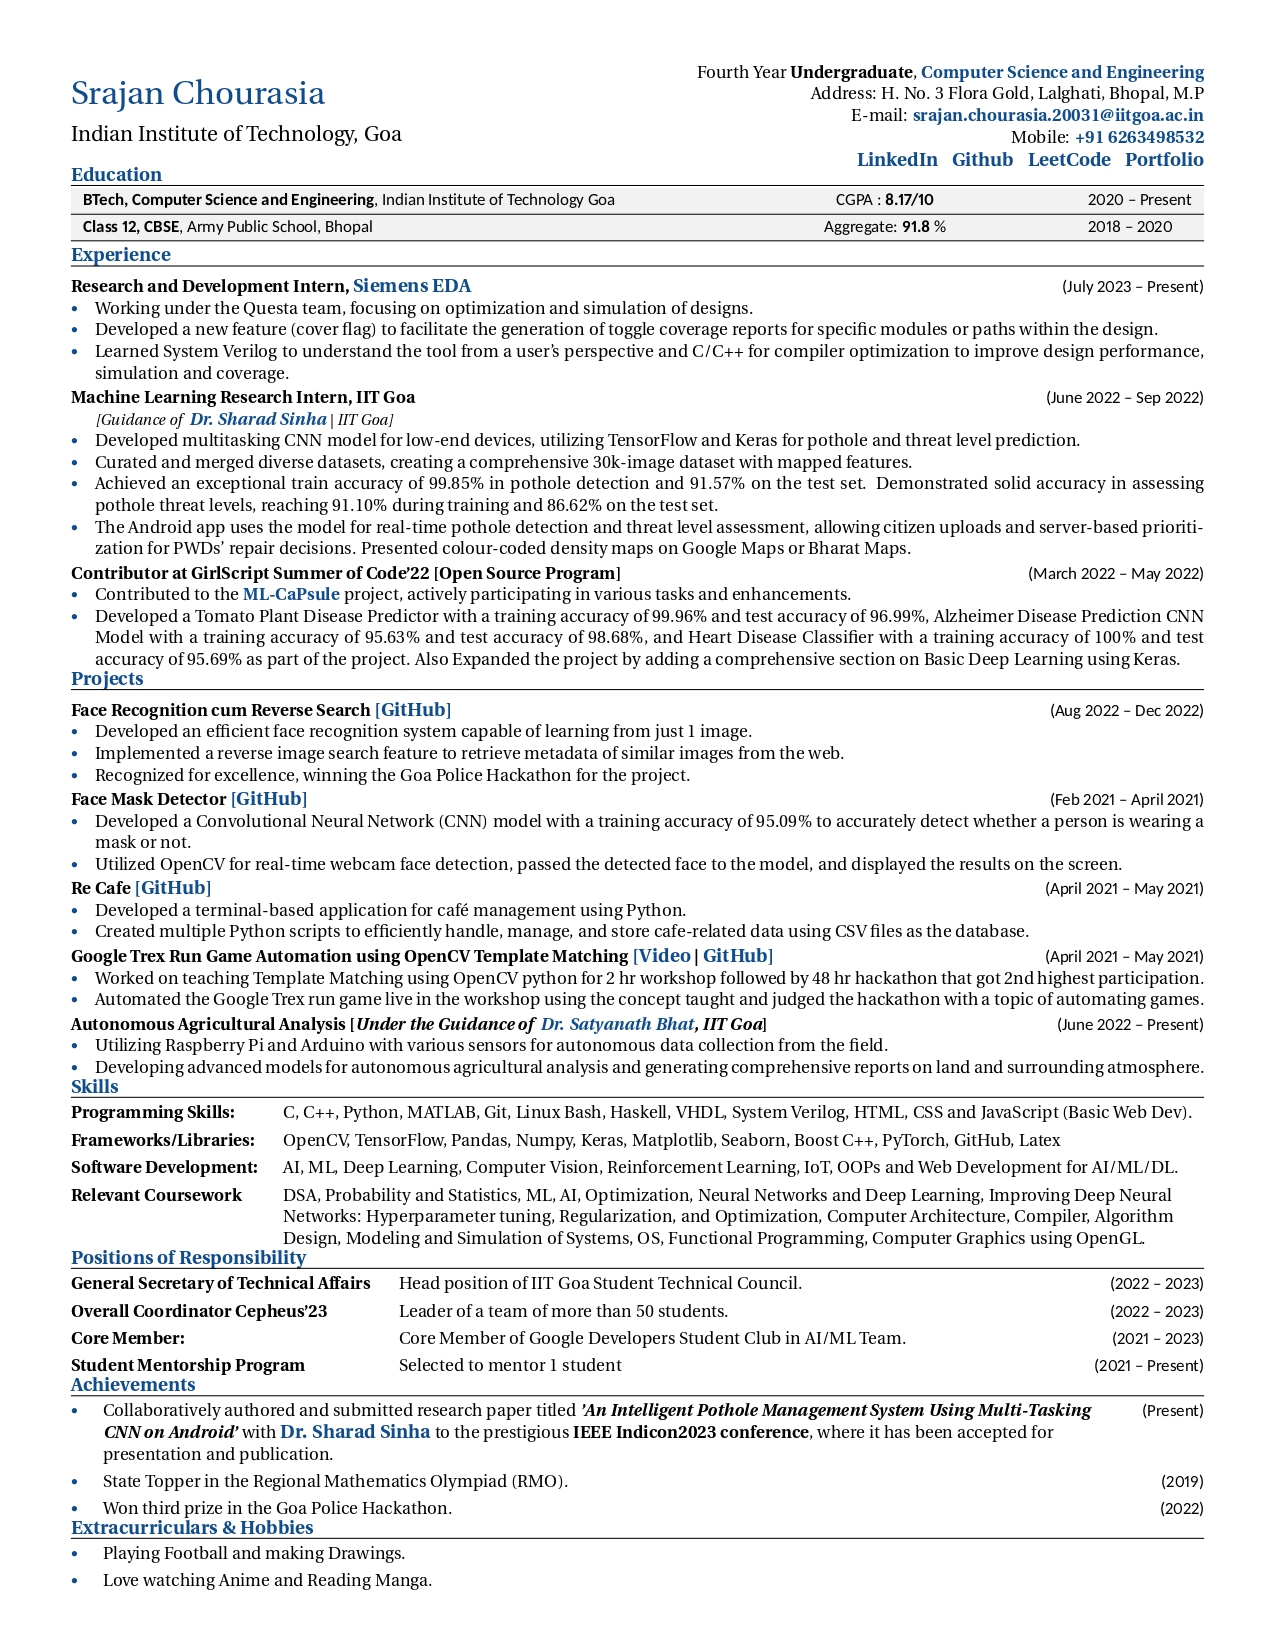 Srajan Chourasia
Indian Institute of Technology, Goa
Fourth Year Undergraduate, Computer Science and Engineering
Address: H. No. 3 Flora Gold, Lalghati, Bhopal, M.P
E-mail: srajan.chourasia.20031@iitgoa.ac.in
Mobile: +91 6263498532
LinkedIn Github LeetCode Portfolio
Education
BTech, Computer Science and Engineering, Indian Institute of Technology Goa CGPA : 8.17/10 2020 – Present
Class 12, CBSE, Army Public School, Bhopal Aggregate: 91.8 % 2018 – 2020
Experience
Research and Development Intern, Siemens EDA (July 2023 – Present)
• Working under the Questa team, focusing on optimization and simulation of designs.
• Developed a new feature (cover flag) to facilitate the generation of toggle coverage reports for specific modules or paths within the design.
• Learned System Verilog to understand the tool from a user's perspective and C/C++ for compiler optimization to improve design performance,
simulation and coverage.
Machine Learning Research Intern, IIT Goa (June 2022 – Sep 2022)
[Guidance of Dr. Sharad Sinha | IIT Goa]
• Developed multitasking CNN model for low-end devices, utilizing TensorFlow and Keras for pothole and threat level prediction.
• Curated and merged diverse datasets, creating a comprehensive 30k-image dataset with mapped features.
• Achieved an exceptional train accuracy of 99.85% in pothole detection and 91.57% on the test set. Demonstrated solid accuracy in assessing
pothole threat levels, reaching 91.10% during training and 86.62% on the test set.
• The Android app uses the model for real-time pothole detection and threat level assessment, allowing citizen uploads and server-based prioriti-
zation for PWDs' repair decisions. Presented colour-coded density maps on Google Maps or Bharat Maps.
Contributor at GirlScript Summer of Code'22 [Open Source Program] (March 2022 – May 2022)
• Contributed to the ML-CaPsule project, actively participating in various tasks and enhancements.
• Developed a Tomato Plant Disease Predictor with a training accuracy of 99.96% and test accuracy of 96.99%, Alzheimer Disease Prediction CNN
Model with a training accuracy of 95.63% and test accuracy of 98.68%, and Heart Disease Classifier with a training accuracy of 100% and test
accuracy of 95.69% as part of the project. Also Expanded the project by adding a comprehensive section on Basic Deep Learning using Keras.
Projects
Face Recognition cum Reverse Search [GitHub] (Aug 2022 – Dec 2022)
• Developed an efficient face recognition system capable of learning from just 1 image.
• Implemented a reverse image search feature to retrieve metadata of similar images from the web.
• Recognized for excellence, winning the Goa Police Hackathon for the project.
Face Mask Detector [GitHub] (Feb 2021 – April 2021)
• Developed a Convolutional Neural Network (CNN) model with a training accuracy of 95.09% to accurately detect whether a person is wearing a
mask or not.
• Utilized OpenCV for real-time webcam face detection, passed the detected face to the model, and displayed the results on the screen.
Re Cafe [GitHub] (April 2021 – May 2021)
• Developed a terminal-based application for café management using Python.
• Created multiple Python scripts to efficiently handle, manage, and store cafe-related data using CSV files as the database.
Google Trex Run Game Automation using OpenCV Template Matching [Video | GitHub] (April 2021 – May 2021)
• Worked on teaching Template Matching using OpenCV python for 2 hr workshop followed by 48 hr hackathon that got 2nd highest participation.
• Automated the Google Trex run game live in the workshop using the concept taught and judged the hackathon with a topic of automating games.
Autonomous Agricultural Analysis [Under the Guidance of Dr. Satyanath Bhat, IIT Goa] (June 2022 – Present)
• Utilizing Raspberry Pi and Arduino with various sensors for autonomous data collection from the field.
• Developing advanced models for autonomous agricultural analysis and generating comprehensive reports on land and surrounding atmosphere.
Skills
Programming Skills: C, C++, Python, MATLAB, Git, Linux Bash, Haskell, VHDL, System Verilog, HTML, CSS and JavaScript (Basic Web Dev).
Frameworks/Libraries: OpenCV, TensorFlow, Pandas, Numpy, Keras, Matplotlib, Seaborn, Boost C++, PyTorch, GitHub, Latex
Software Development: AI, ML, Deep Learning, Computer Vision, Reinforcement Learning, IoT, OOPs and Web Development for AI/ML/DL.
Relevant Coursework DSA, Probability and Statistics, ML, AI, Optimization, Neural Networks and Deep Learning, Improving Deep Neural
Networks: Hyperparameter tuning, Regularization, and Optimization, Computer Architecture, Compiler, Algorithm
Design, Modeling and Simulation of Systems, OS, Functional Programming, Computer Graphics using OpenGL.
Positions of Responsibility
General Secretary of Technical Affairs Head position of IIT Goa Student Technical Council. (2022 – 2023)
Overall Coordinator Cepheus'23 Leader of a team of more than 50 students. (2022 – 2023)
Core Member: Core Member of Google Developers Student Club in AI/ML Team. (2021 – 2023)
Student Mentorship Program Selected to mentor 1 student (2021 – Present)
Achievements
• Collaboratively authored and submitted research paper titled 'An Intelligent Pothole Management System Using Multi-Tasking (Present)
CNN on Android' with Dr. Sharad Sinha to the prestigious IEEE Indicon2023 conference, where it has been accepted for
presentation and publication.
• State Topper in the Regional Mathematics Olympiad (RMO). (2019)
• Won third prize in the Goa Police Hackathon. (2022)
Extracurriculars & Hobbies
• Playing Football and making Drawings.
• Love watching Anime and Reading Manga.